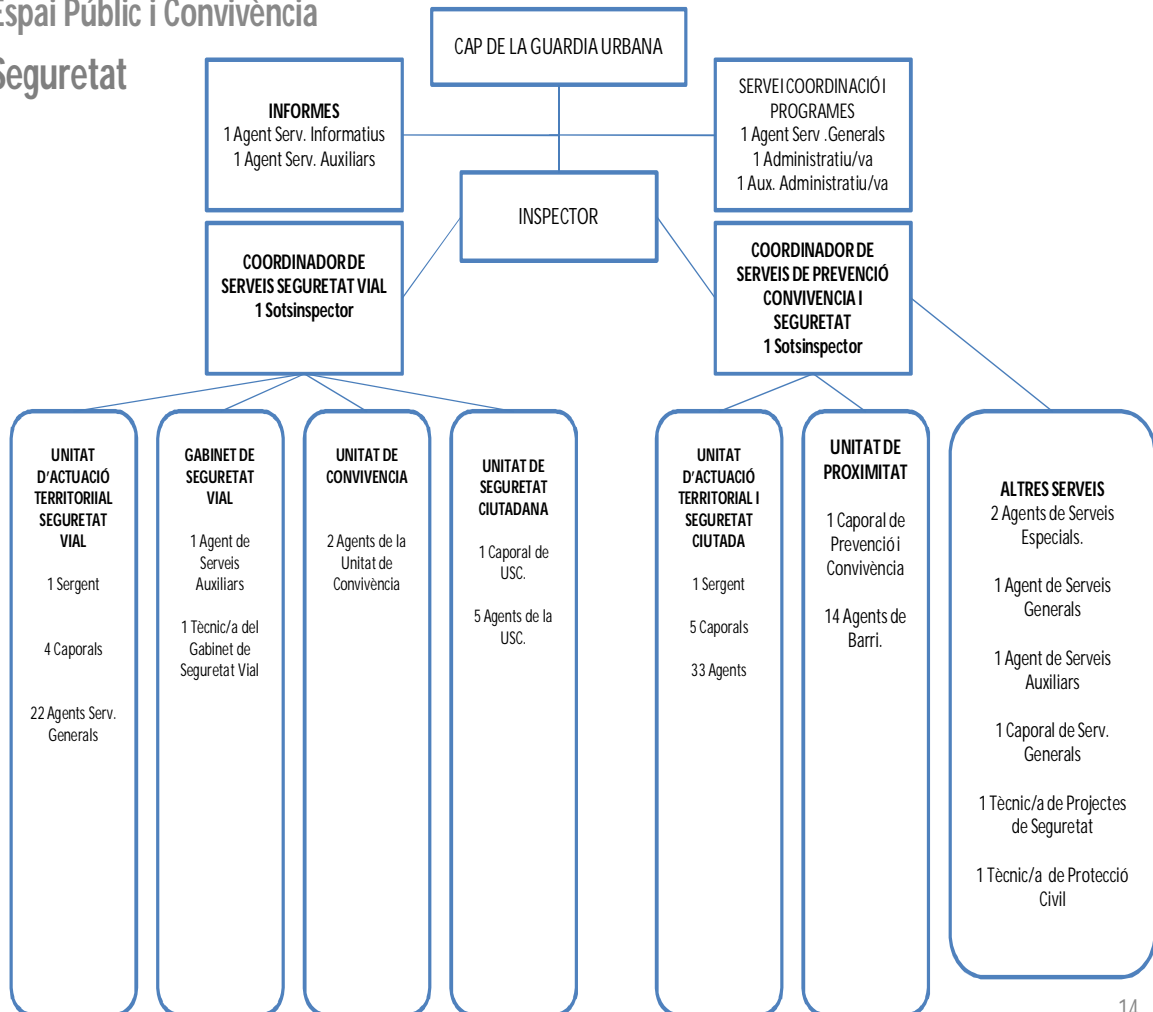 Espai Públic i Convivència
Seguretat
CAP DE LA GUARDIA URBANA
INFORMES
1 Agent Serv. Informatius
1 Agent Serv. Auxiliars
SERVEI COORDINACIÓ I
PROGRAMES
1 Agent Serv .Generals
1 Administratiu/va
1 Aux. Administratiu/va
INSPECTOR
COORDINADOR DE
SERVEIS SEGURETAT VIAL
1 Sotsinspector
COORDINADOR DE
SERVEIS DE PREVENCIÓ
CONVIVENCIA I
SEGURETAT
1 Sotsinspector
UNITAT
D'ACTUACIÓ
TERRITORIIAL
SEGURETAT
VIAL
1 Sergent
4 Caporals
22 Agents Serv.
Generals
GABINET DE
SEGURETAT
VIAL
1 Agent de
Serveis
Auxiliars
1 Tècnic/a del
Gabinet de
Seguretat Vial
UNITAT DE
CONVIVENCIA
2 Agents de la
Unitat de
Convivència
UNITAT DE
SEGURETAT
CIUTADANA
1 Caporal de
USC.
5 Agents de la
USC.
UNITAT
D'ACTUACIÓ
TERRITORIAL I
SEGURETAT
CIUTADA
1 Sergent
5 Caporals
33 Agents
UNITAT DE
PROXIMITAT
1 Caporal de
Prevenció i
Convivència
14 Agents de
Barri.
ALTRES SERVEIS
2 Agents de Serveis
Especials.
1 Agent de Serveis
Generals
1 Agent de Serveis
Auxiliars
1 Caporal de Serv.
Generals
1 Tècnic/a de Projectes
de Seguretat
1 Tècnic/a de Protecció
Civil
14